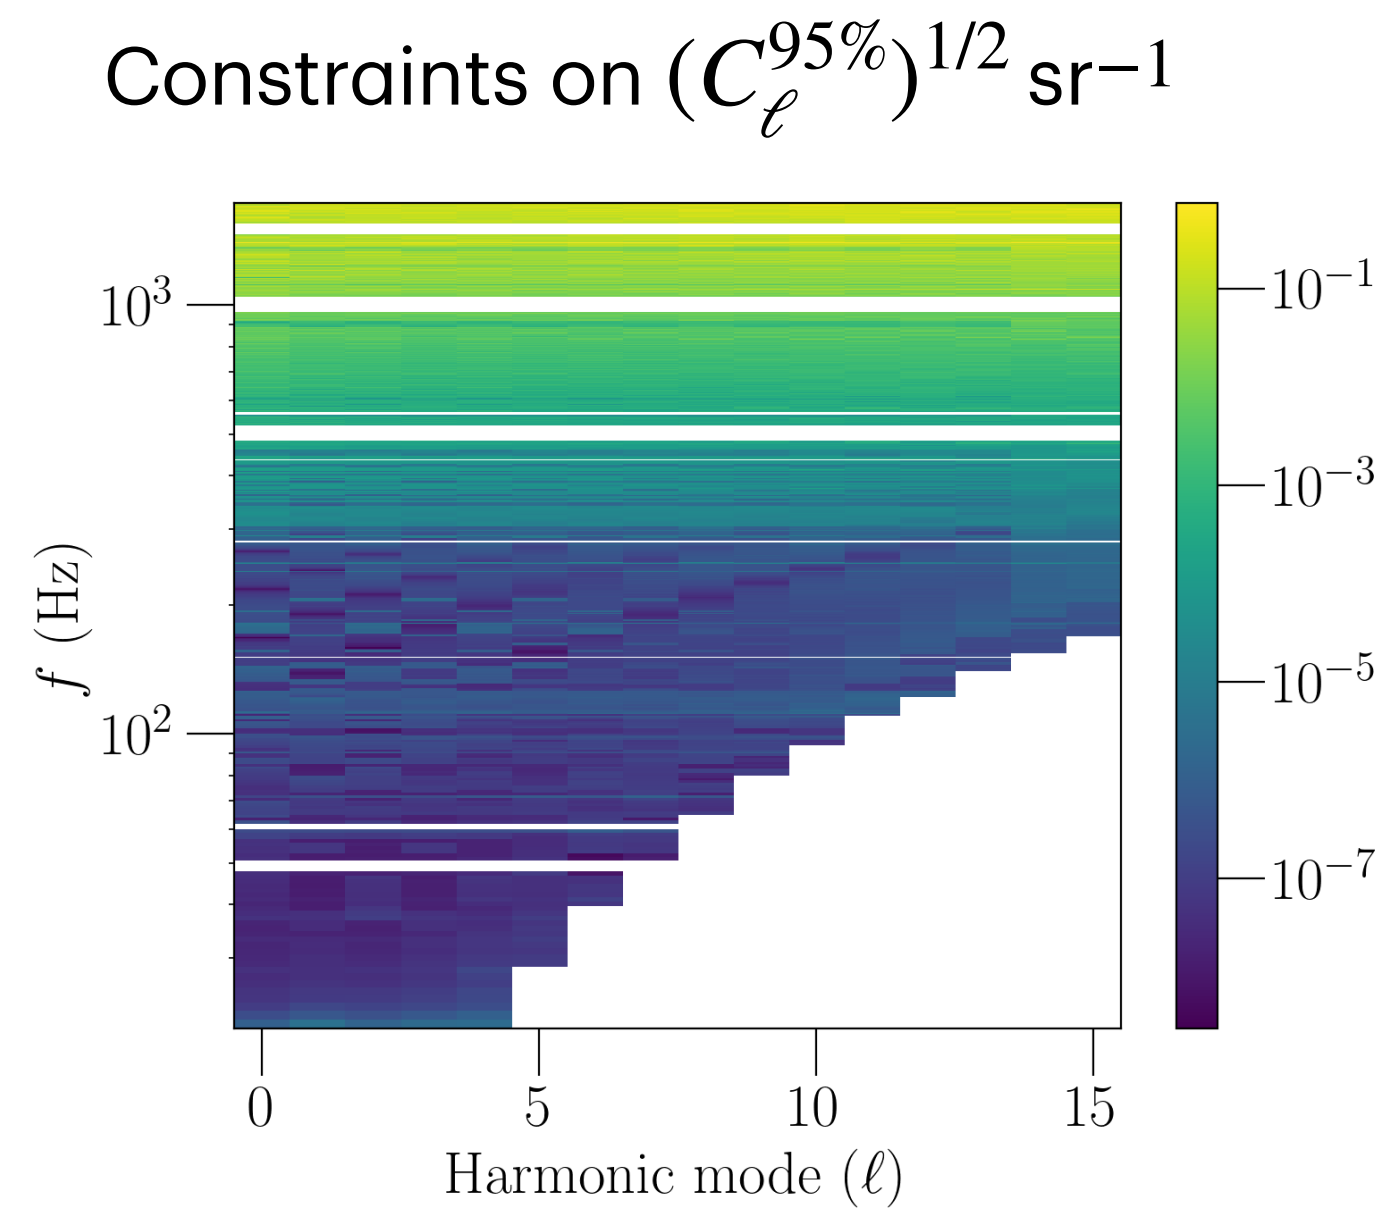 Constraints on (C_ℓ^{95%})^{1/2} sr−1
10^3
10^2
f (Hz)
0 5 10 15
Harmonic mode (ℓ)
10^{−1}
10^{−3}
10^{−5}
10^{−7}